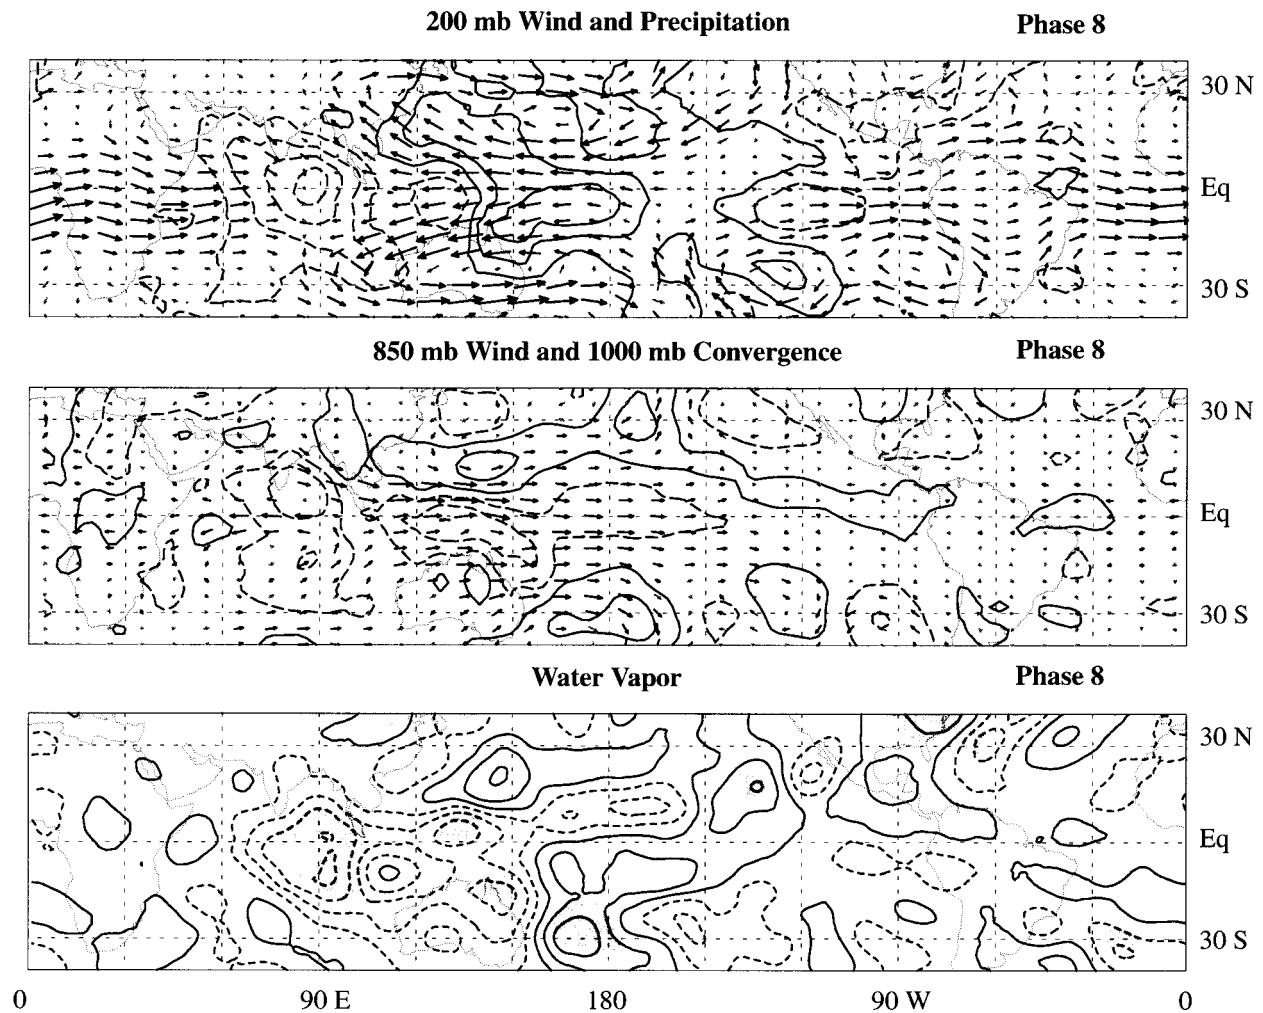 200 mb Wind and Precipitation Phase 8
30 N
Eq
30 S
850 mb Wind and 1000 mb Convergence Phase 8
30 N
Eq
30 S
Water Vapor Phase 8
30 N
Eq
30 S
0 90 E 180 90 W 0